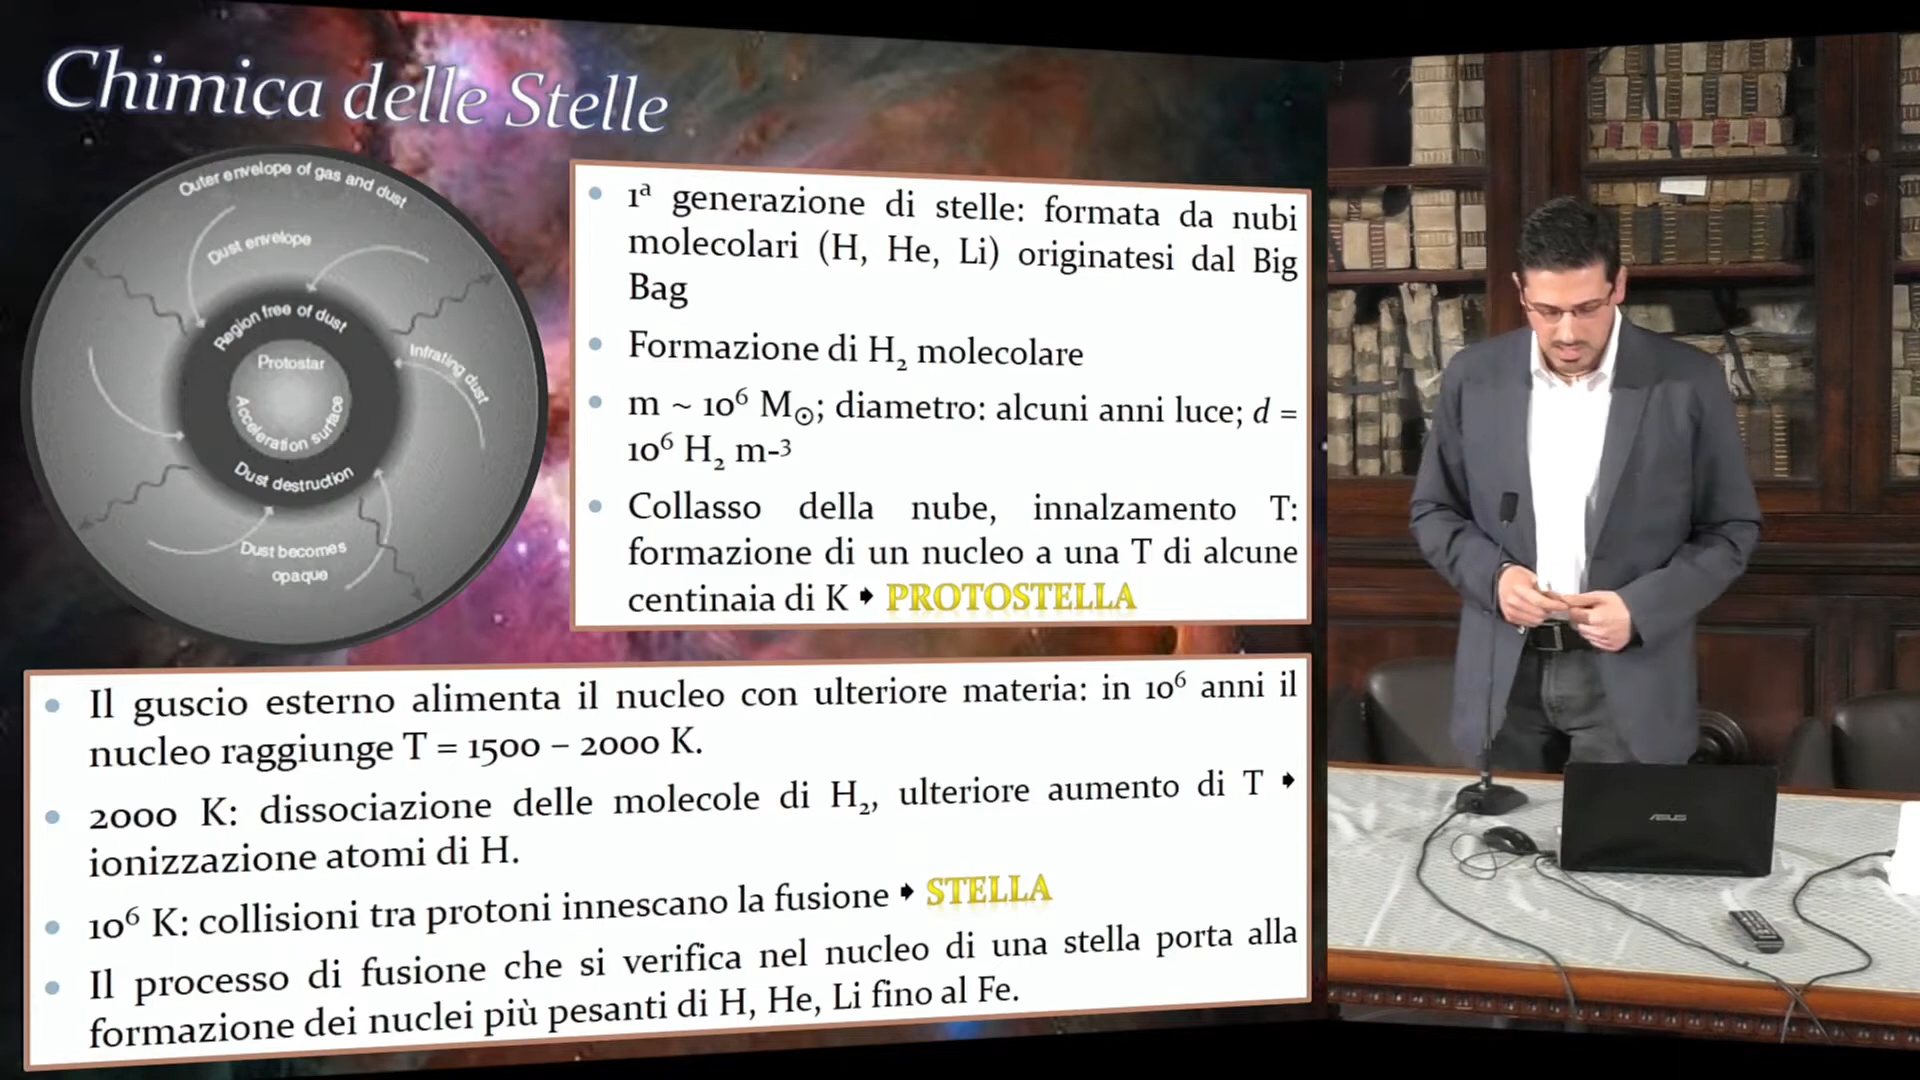 Chimica delle Stelle
Outer envelope of gas and dust
Dust envelope
Region free of dust
Protostar
Infrating dust
Acceleration surface
Dust destruction
Dust becomes
opaque
• 1ª generazione di stelle: formata da nubi
molecolari (H, He, Li) originatesi dal Big
Bag
• Formazione di H₂ molecolare
• m ~ 10⁶ M☉; diametro: alcuni anni luce; d =
10⁶ H₂ m-³
• Collasso della nube, innalzamento T:
formazione di un nucleo a una T di alcune
centinaia di K ➧ PROTOSTELLA
• Il guscio esterno alimenta il nucleo con ulteriore materia: in 10⁶ anni il
nucleo raggiunge T = 1500 – 2000 K.
• 2000 K: dissociazione delle molecole di H₂, ulteriore aumento di T ➧
ionizzazione atomi di H.
• 10⁶ K: collisioni tra protoni innescano la fusione ➧ STELLA
• Il processo di fusione che si verifica nel nucleo di una stella porta alla
formazione dei nuclei più pesanti di H, He, Li fino al Fe.
ASUS